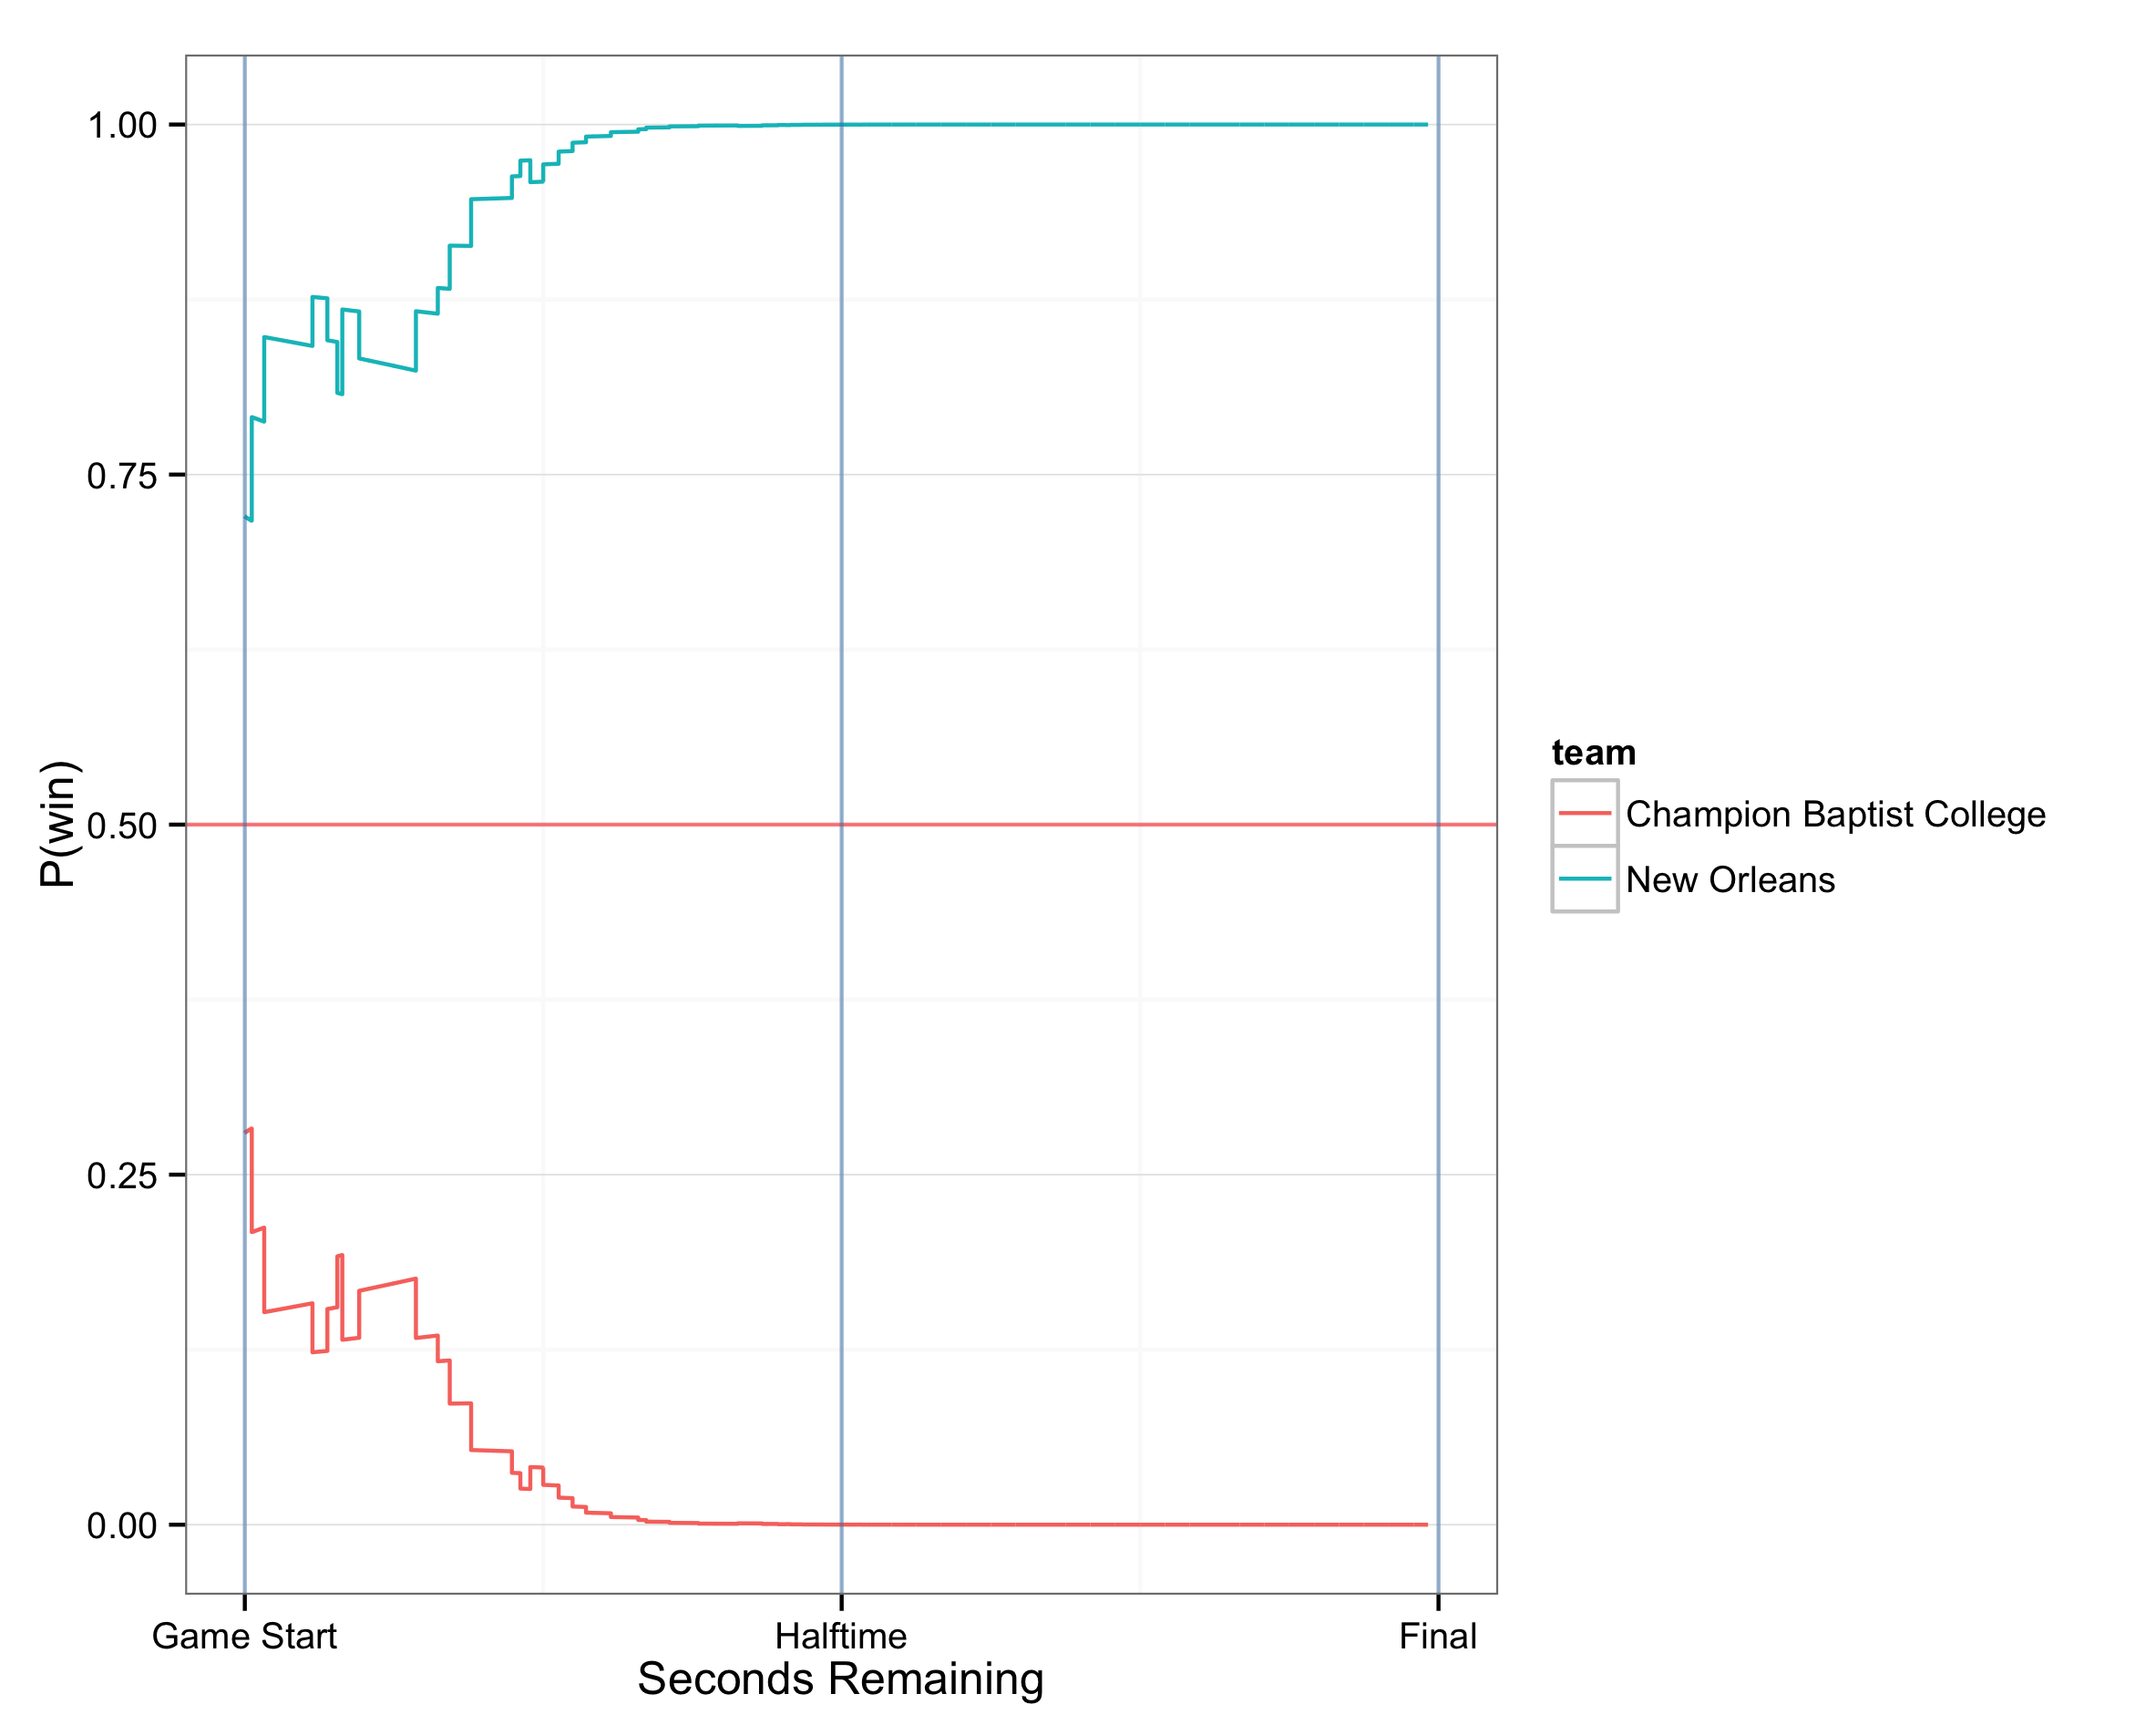 1.00
0.75
0.50
0.25
0.00
P(win)
Game Start
Halftime
Final
Seconds Remaining
team
Champion Baptist College
New Orleans